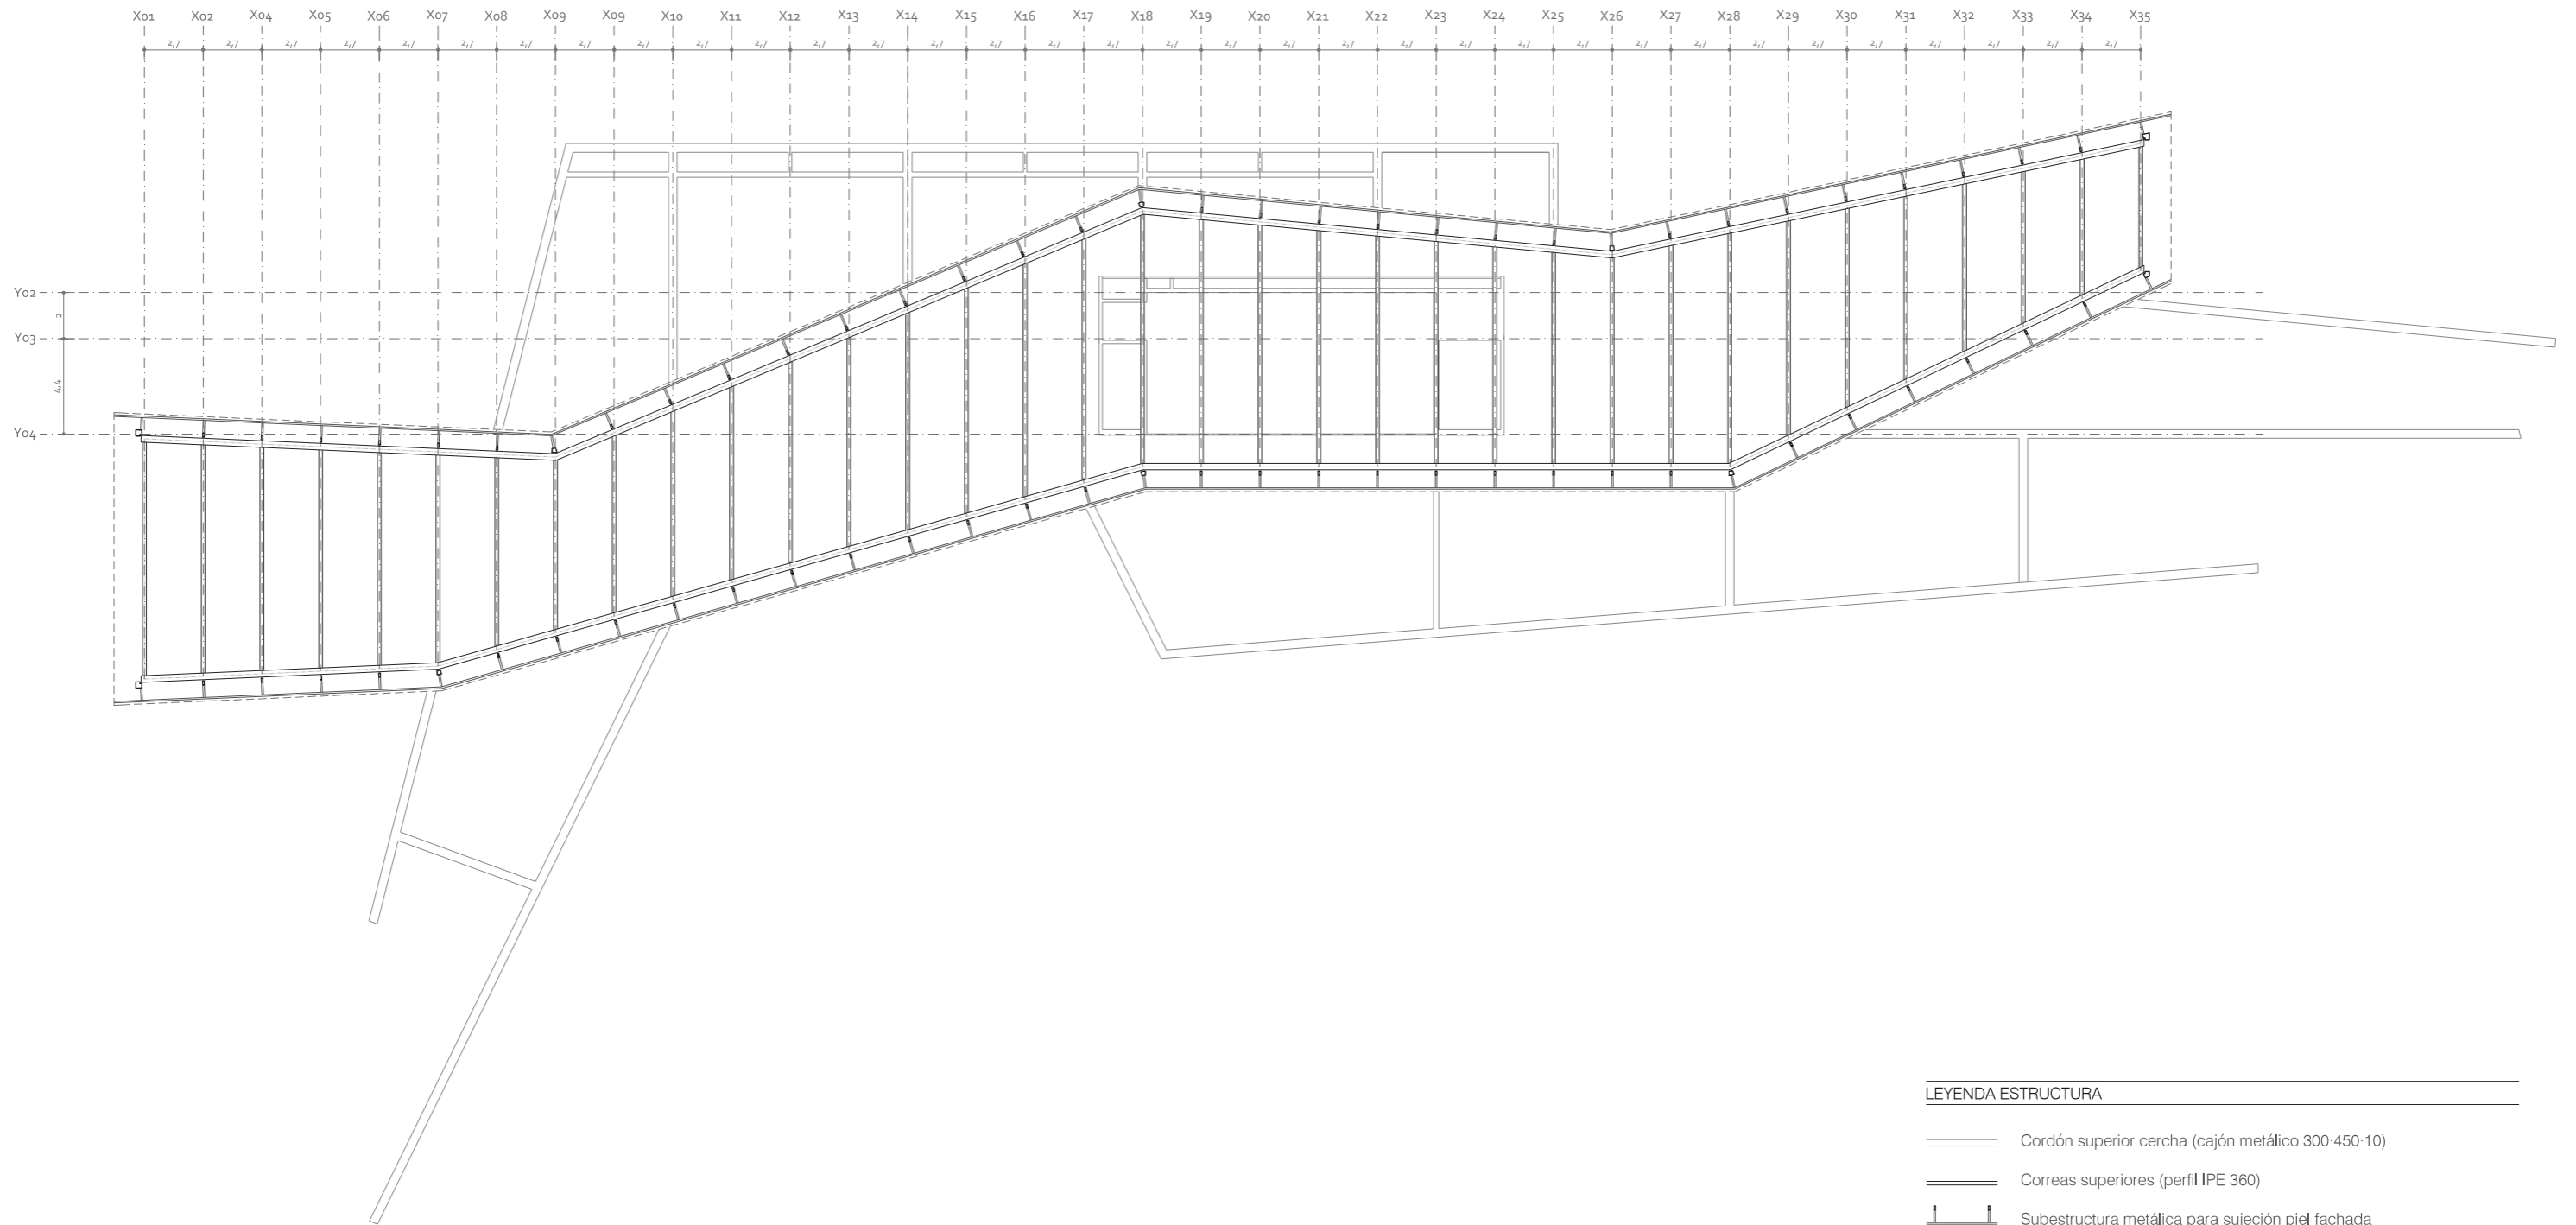 X01 X02 X04 X05 X06 X07 X08 X09 X09 X10 X11 X12 X13 X14 X15 X16 X17 X18 X19 X20 X21 X22 X23 X24 X25 X26 X27 X28 X29 X30 X31 X32 X33 X34 X35
2,7 2,7 2,7 2,7 2,7 2,7 2,7 2,7 2,7 2,7 2,7 2,7 2,7 2,7 2,7 2,7 2,7 2,7 2,7 2,7 2,7 2,7 2,7 2,7 2,7 2,7 2,7 2,7 2,7 2,7 2,7 2,7 2,7 2,7
Y02
2
Y03
4,4
Y04
LEYENDA ESTRUCTURA
Cordón superior cercha (cajón metálico 300·450·10)
Correas superiores (perfil IPE 360)
Subestructura metálica para sujeción piel fachada